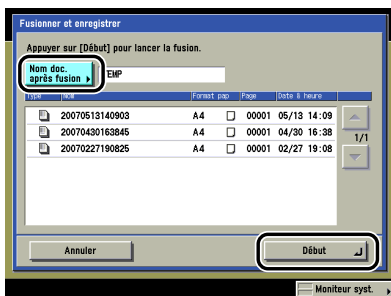 Fusionner et enregistrer
Appuyer sur [Début] pour lancer la fusion.
Nom doc.
après fusion ▶ TEMP
Type Nom Format pap Page Date & heure
20070513140903 A4 00001 05/13 14:09
20070430163845 A4 00001 04/30 16:38
20070227190825 A4 00001 02/27 19:08
1/1
Annuler Début
Moniteur syst.